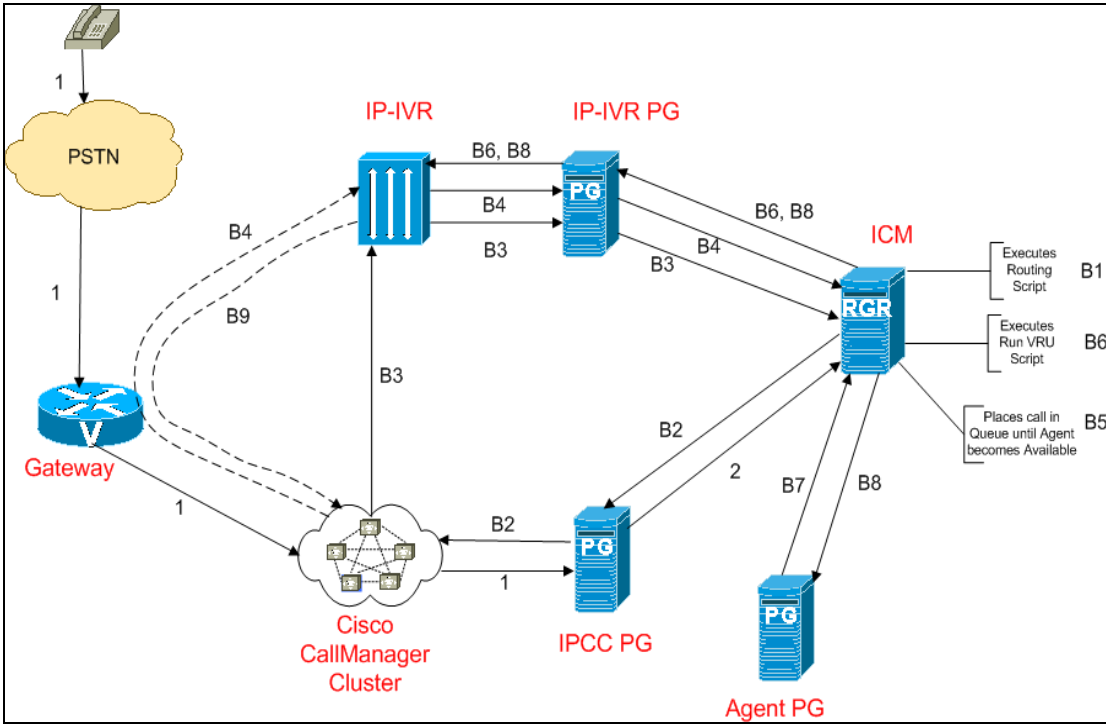 1
PSTN
1
Gateway
1
IP-IVR
IP-IVR PG
B6, B8
PG
B4
B3
B6, B8
B4
B3
ICM
RGR
Executes
Routing
Script
B1
Executes
Run VRU
Script
B6
Places call in
Queue until Agent
becomes Available
B5
B4
B9
B3
V
B2
2
B7
B8
B2
1
PG
IPCC PG
PG
Agent PG
Cisco
CallManager
Cluster